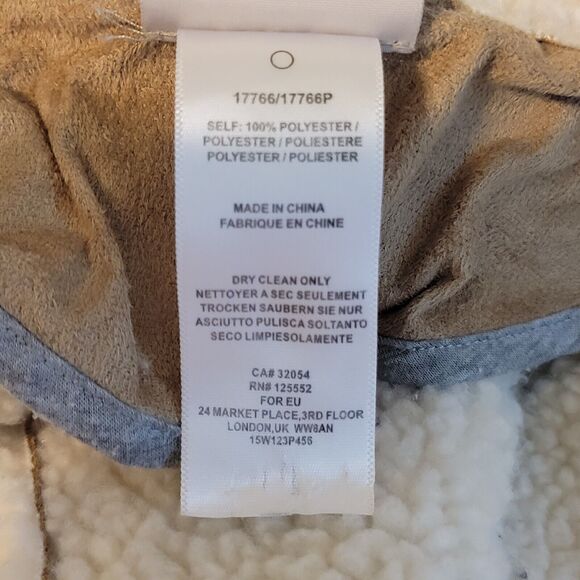 17766/17766P
SELF: 100% POLYESTER /
POLYESTER / POLIESTERE
POLYESTER / POLIESTER
MADE IN CHINA
FABRIQUE EN CHINE
DRY CLEAN ONLY
NETTOYER A SEC SEULEMENT
TROCKEN SAUBERN SIE NUR
ASCIUTTO PULISCA SOLTANTO
SECO LIMPIESOLAMENTE
CA# 32054
RN# 125552
FOR EU
24 MARKET PLACE,3RD FLOOR
LONDON,UK WW8AN
15W123P456